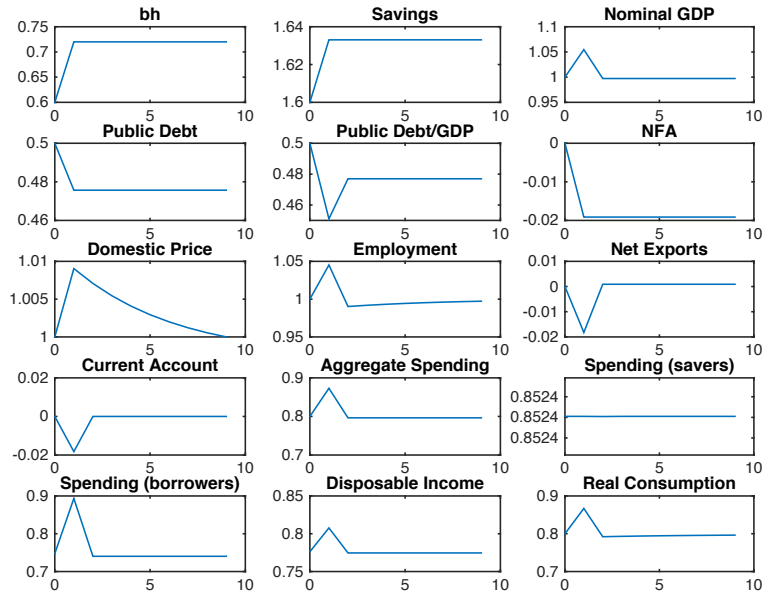 bh
0.75
0.7
0.65
0.6
0 5 10
Savings
1.64
1.62
1.6
0 5 10
Nominal GDP
1.1
1.05
1
0.95
0 5 10
Public Debt
0.5
0.48
0.46
0 5 10
Public Debt/GDP
0.5
0.48
0.46
0 5 10
NFA
0
-0.01
-0.02
0 5 10
Domestic Price
1.01
1.005
1
0 5 10
Employment
1.05
1
0.95
0 5 10
Net Exports
0.01
0
-0.01
-0.02
0 5 10
Current Account
0.02
0
-0.02
0 5 10
Aggregate Spending
0.9
0.8
0.7
0 5 10
Spending (savers)
0.8524
0.8524
0.8524
0 5 10
Spending (borrowers)
0.9
0.8
0.7
0 5 10
Disposable Income
0.85
0.8
0.75
0 5 10
Real Consumption
0.9
0.8
0.7
0 5 10